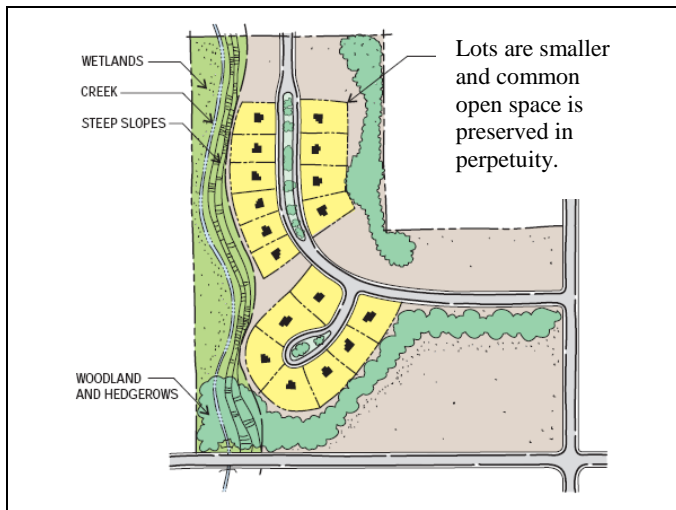 WETLANDS
CREEK
STEEP SLOPES
Lots are smaller
and common
open space is
preserved in
perpetuity.
WOODLAND
AND HEDGEROWS